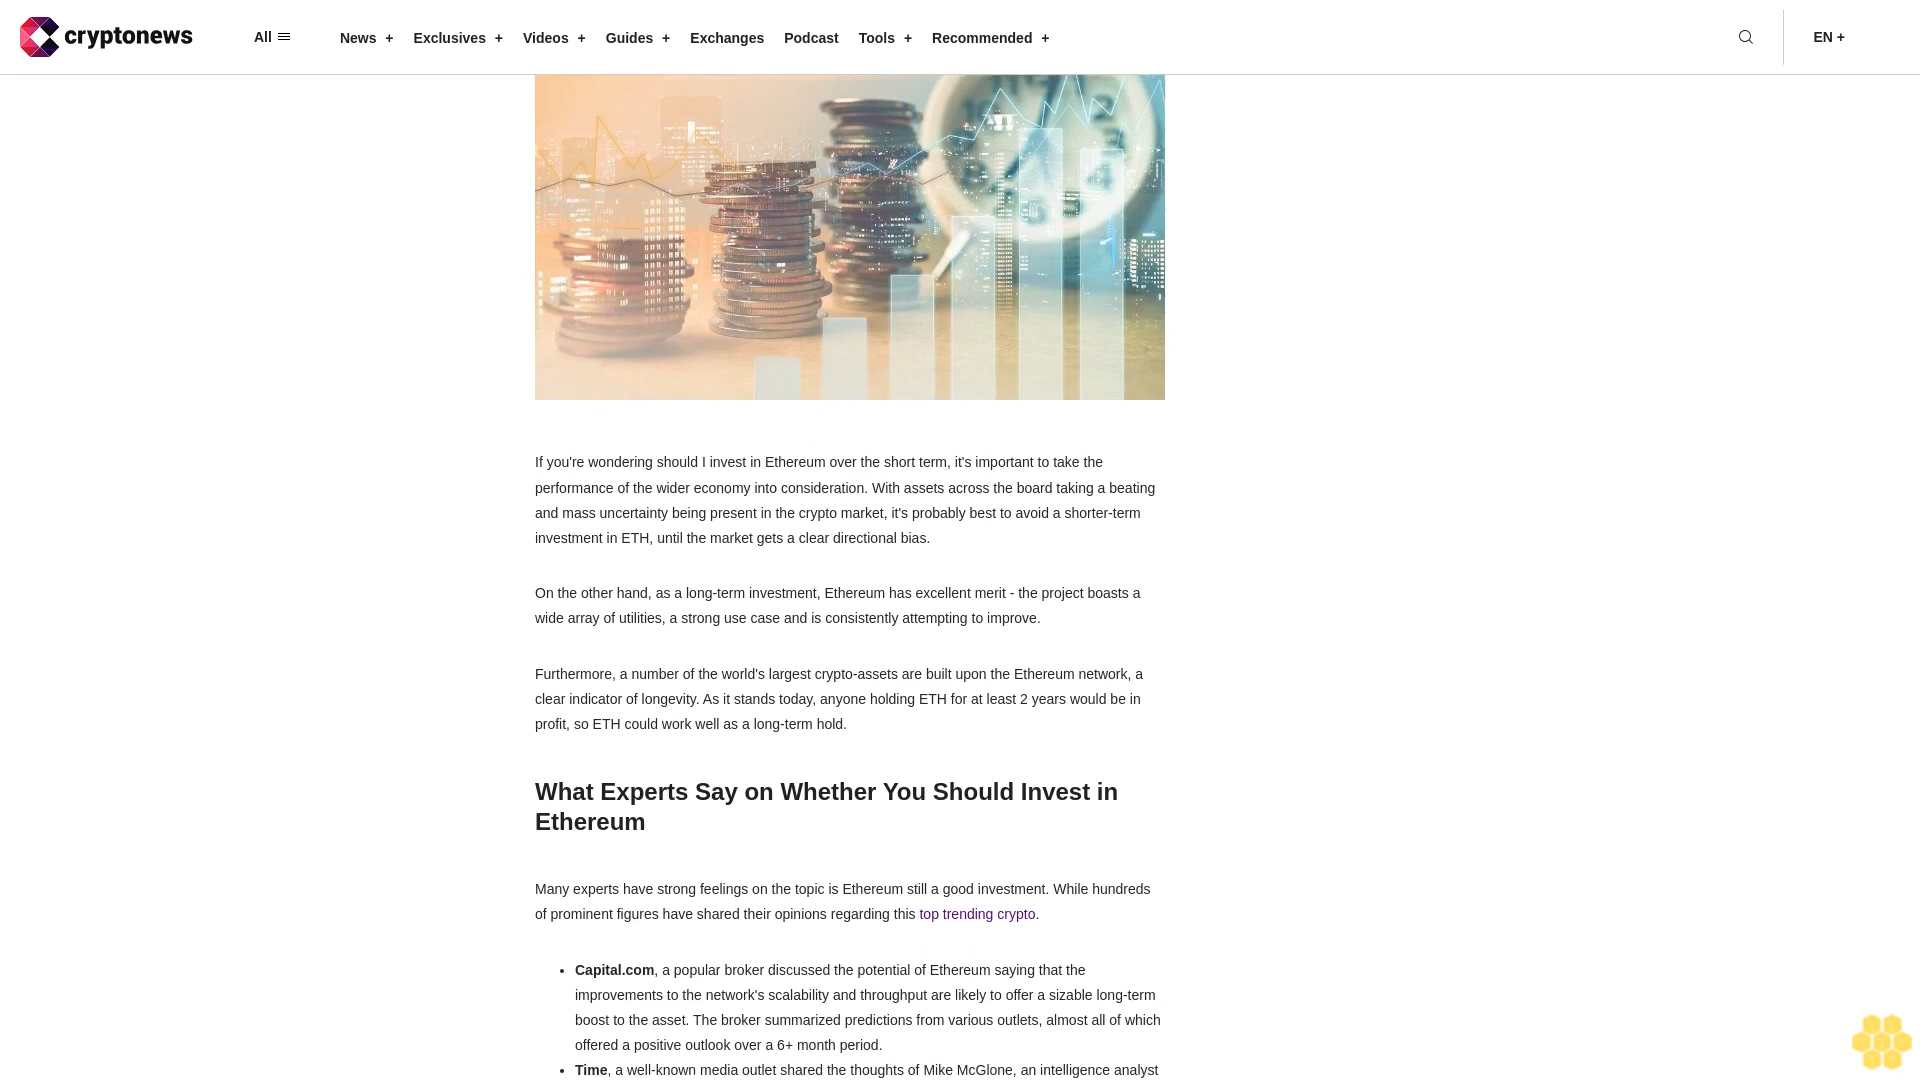 cryptonews
All
News +
Exclusives +
Videos +
Guides +
Exchanges
Podcast
Tools +
Recommended +
EN +
If you're wondering should I invest in Ethereum over the short term, it's important to take the
performance of the wider economy into consideration. With assets across the board taking a beating
and mass uncertainty being present in the crypto market, it's probably best to avoid a shorter-term
investment in ETH, until the market gets a clear directional bias.
On the other hand, as a long-term investment, Ethereum has excellent merit - the project boasts a
wide array of utilities, a strong use case and is consistently attempting to improve.
Furthermore, a number of the world's largest crypto-assets are built upon the Ethereum network, a
clear indicator of longevity. As it stands today, anyone holding ETH for at least 2 years would be in
profit, so ETH could work well as a long-term hold.
What Experts Say on Whether You Should Invest in
Ethereum
Many experts have strong feelings on the topic is Ethereum still a good investment. While hundreds
of prominent figures have shared their opinions regarding this top trending crypto.
• Capital.com, a popular broker discussed the potential of Ethereum saying that the
improvements to the network's scalability and throughput are likely to offer a sizable long-term
boost to the asset. The broker summarized predictions from various outlets, almost all of which
offered a positive outlook over a 6+ month period.
• Time, a well-known media outlet shared the thoughts of Mike McGlone, an intelligence analyst